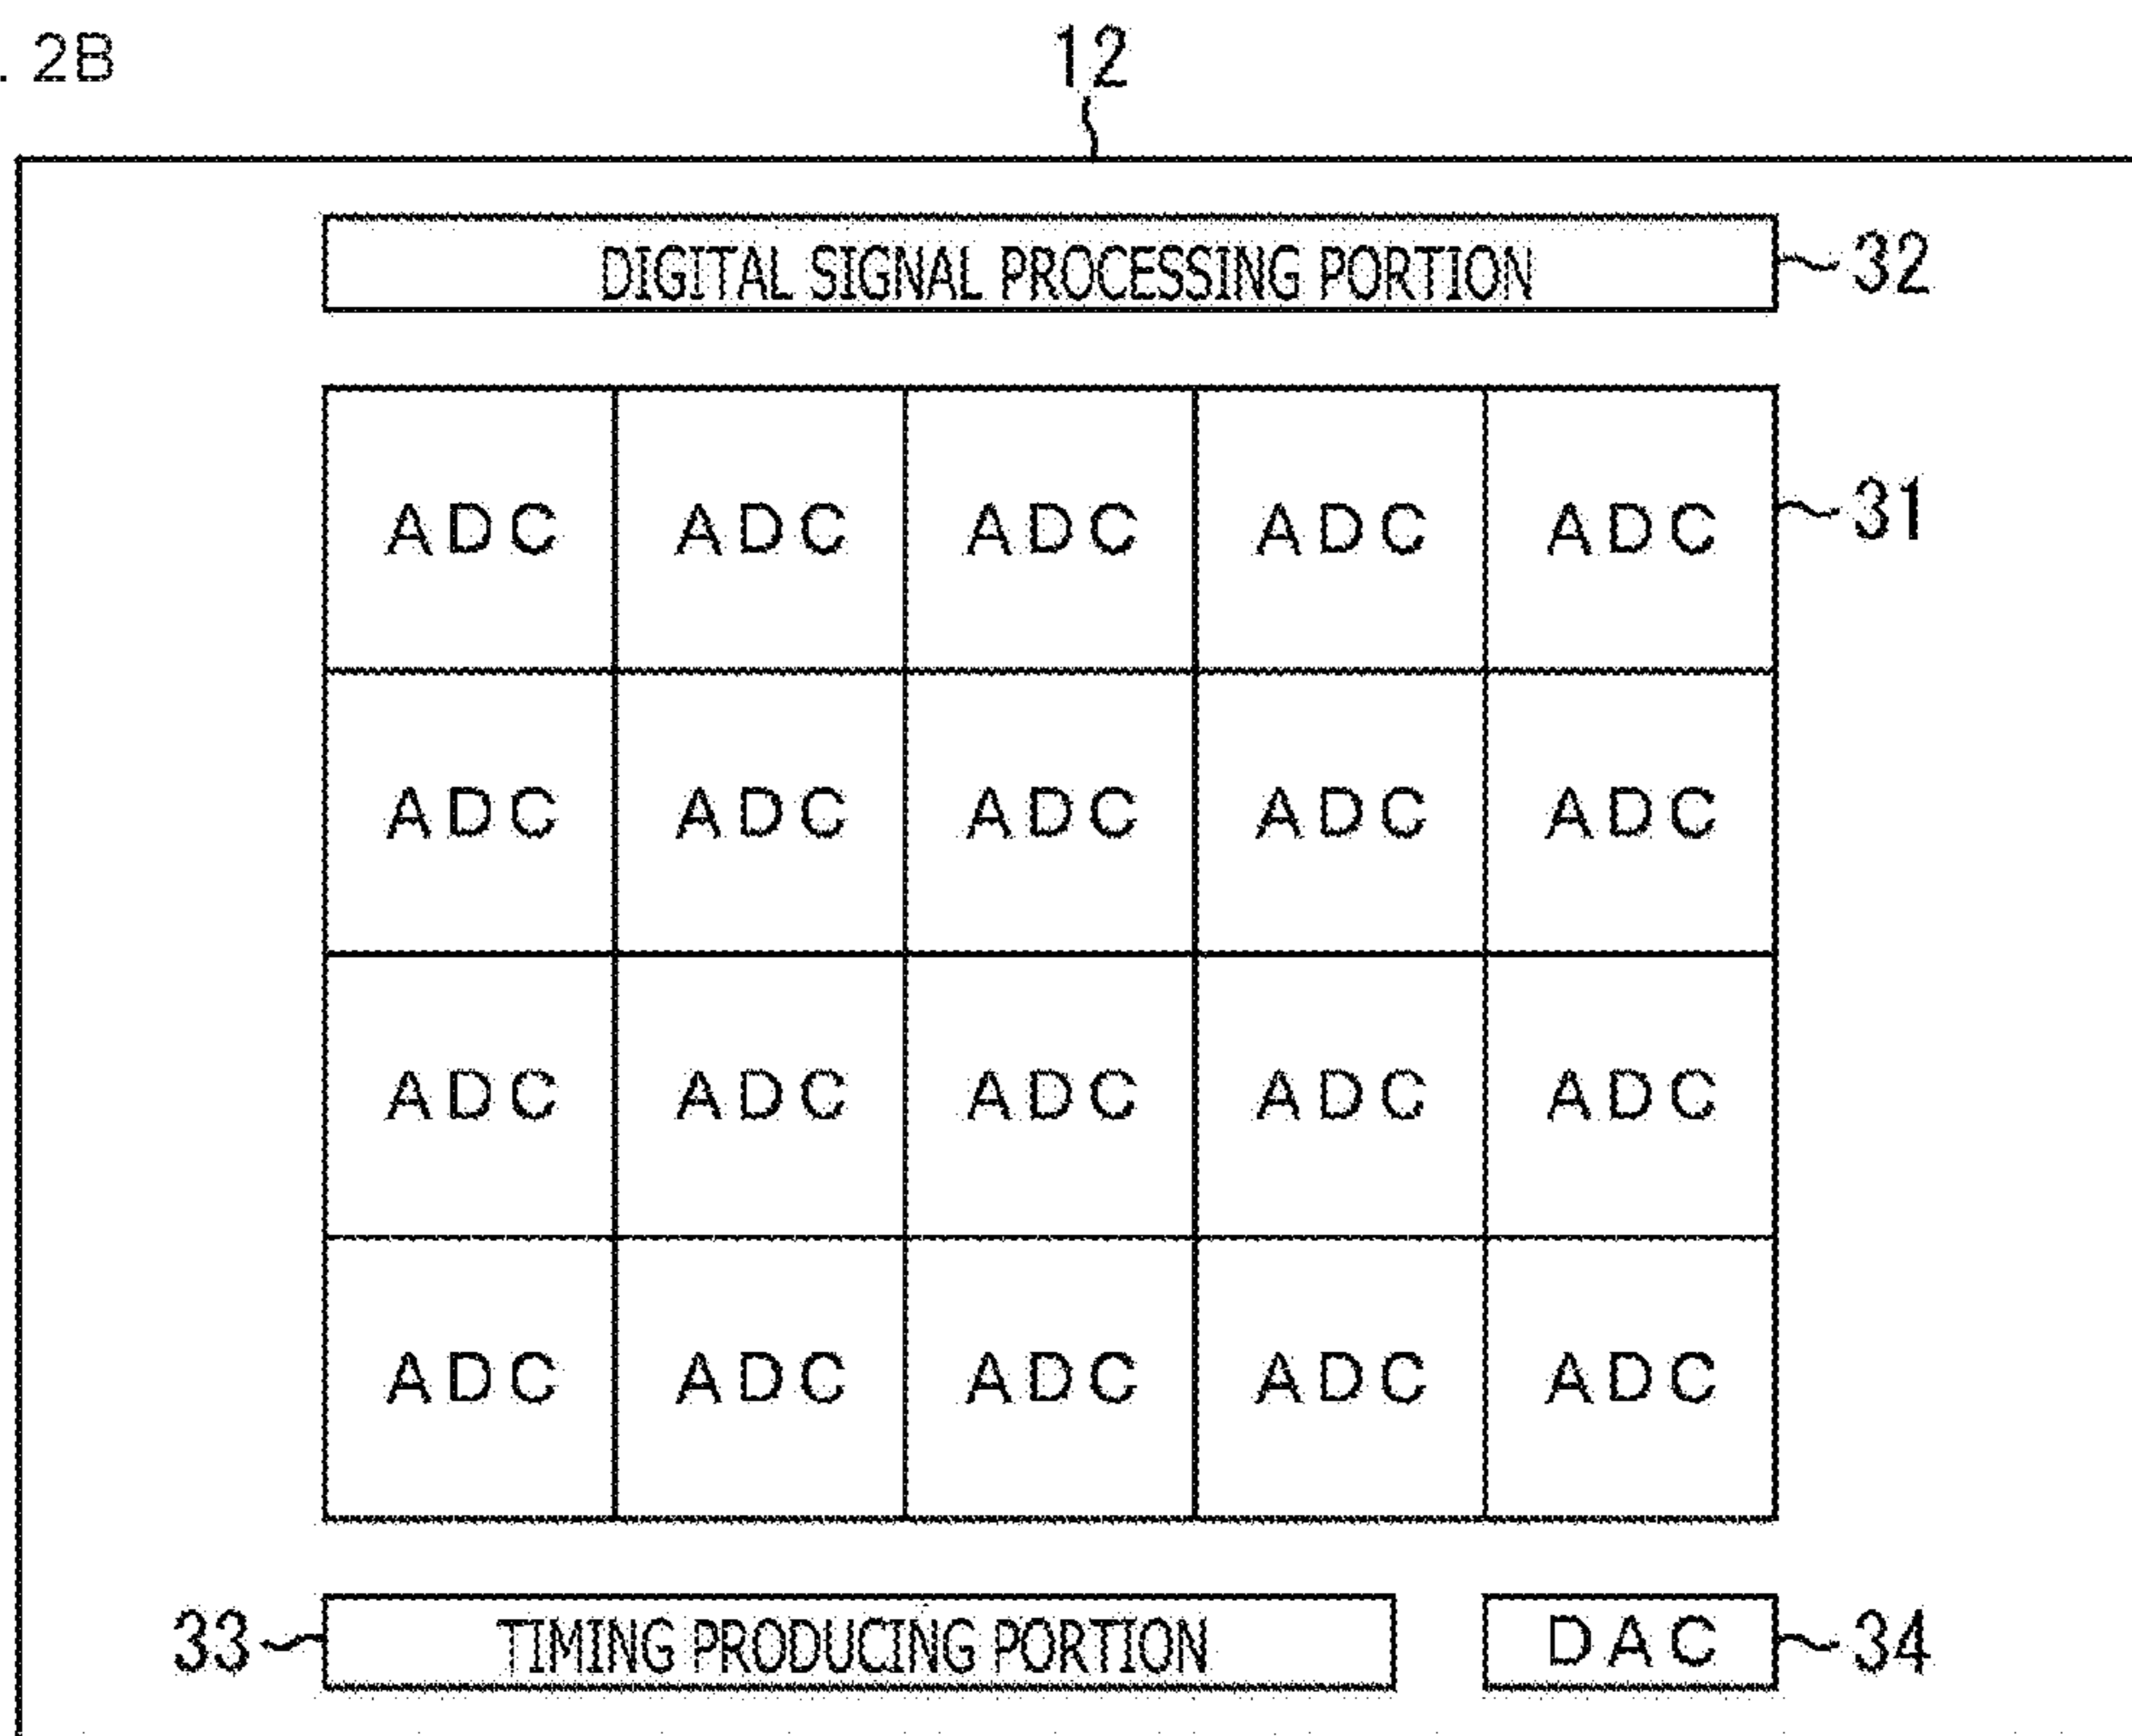 . 2B
12
DIGITAL SIGNAL PROCESSING PORTION 32
ADC ADC ADC ADC ADC 31
ADC ADC ADC ADC ADC
ADC ADC ADC ADC ADC
ADC ADC ADC ADC ADC
33 TIMING PRODUCING PORTION DAC 34